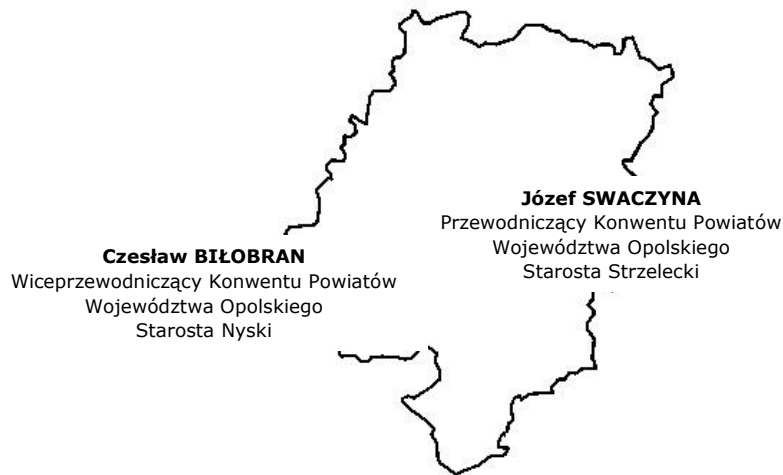 Józef SWACZYNA
Przewodniczący Konwentu Powiatów
Województwa Opolskiego
Starosta Strzelecki
Czesław BIŁOBRAN
Wiceprzewodniczący Konwentu Powiatów
Województwa Opolskiego
Starosta Nyski